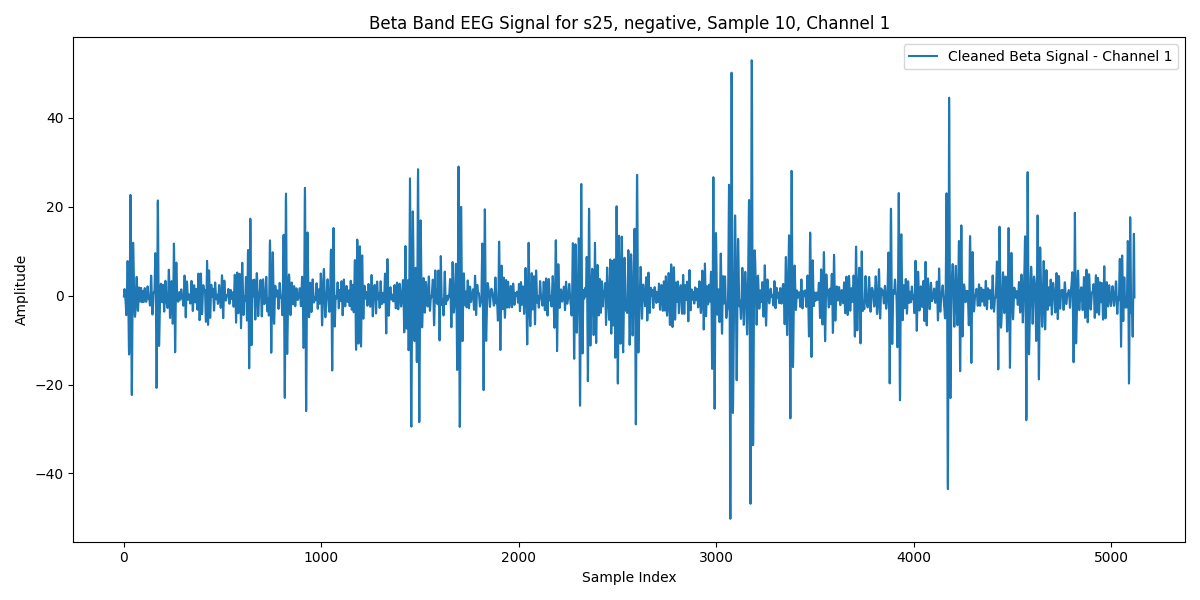 Beta Band EEG Signal for s25, negative, Sample 10, Channel 1
Cleaned Beta Signal - Channel 1
Amplitude
40
20
0
−20
−40
0 1000 2000 3000 4000 5000
Sample Index